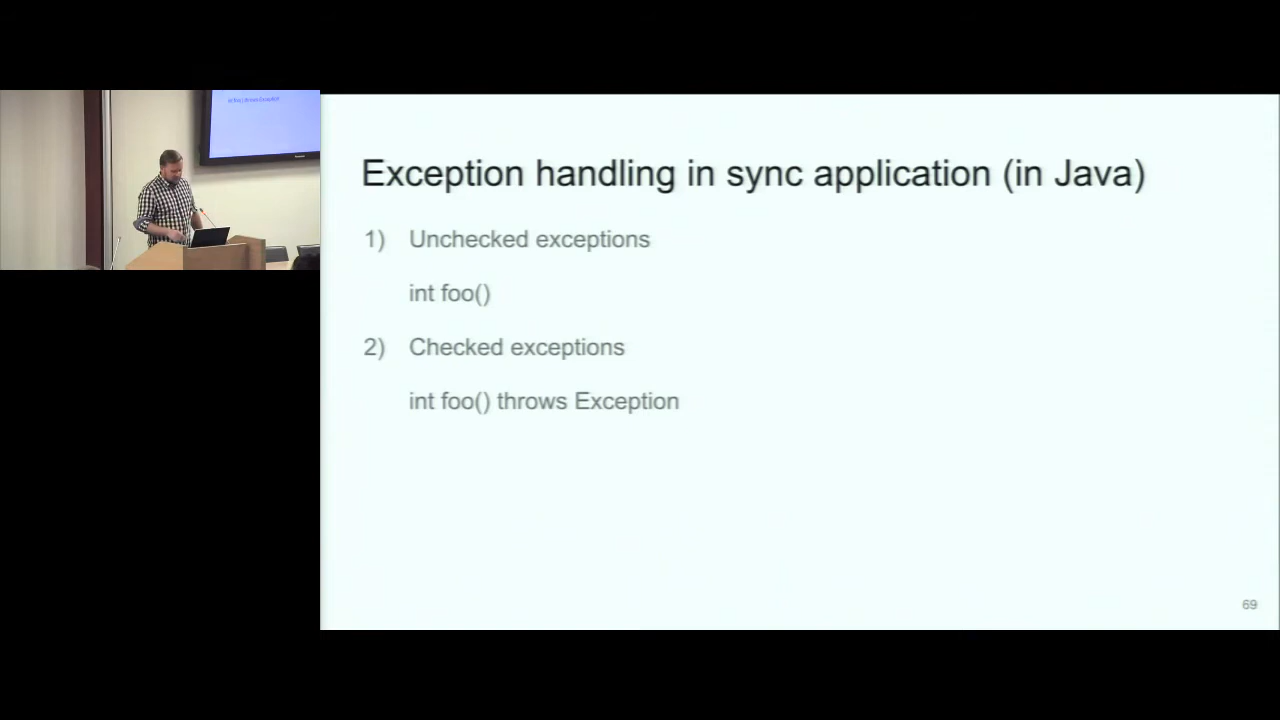 Exception handling in sync application (in Java)
1) Unchecked exceptions
int foo()
2) Checked exceptions
int foo() throws Exception
69